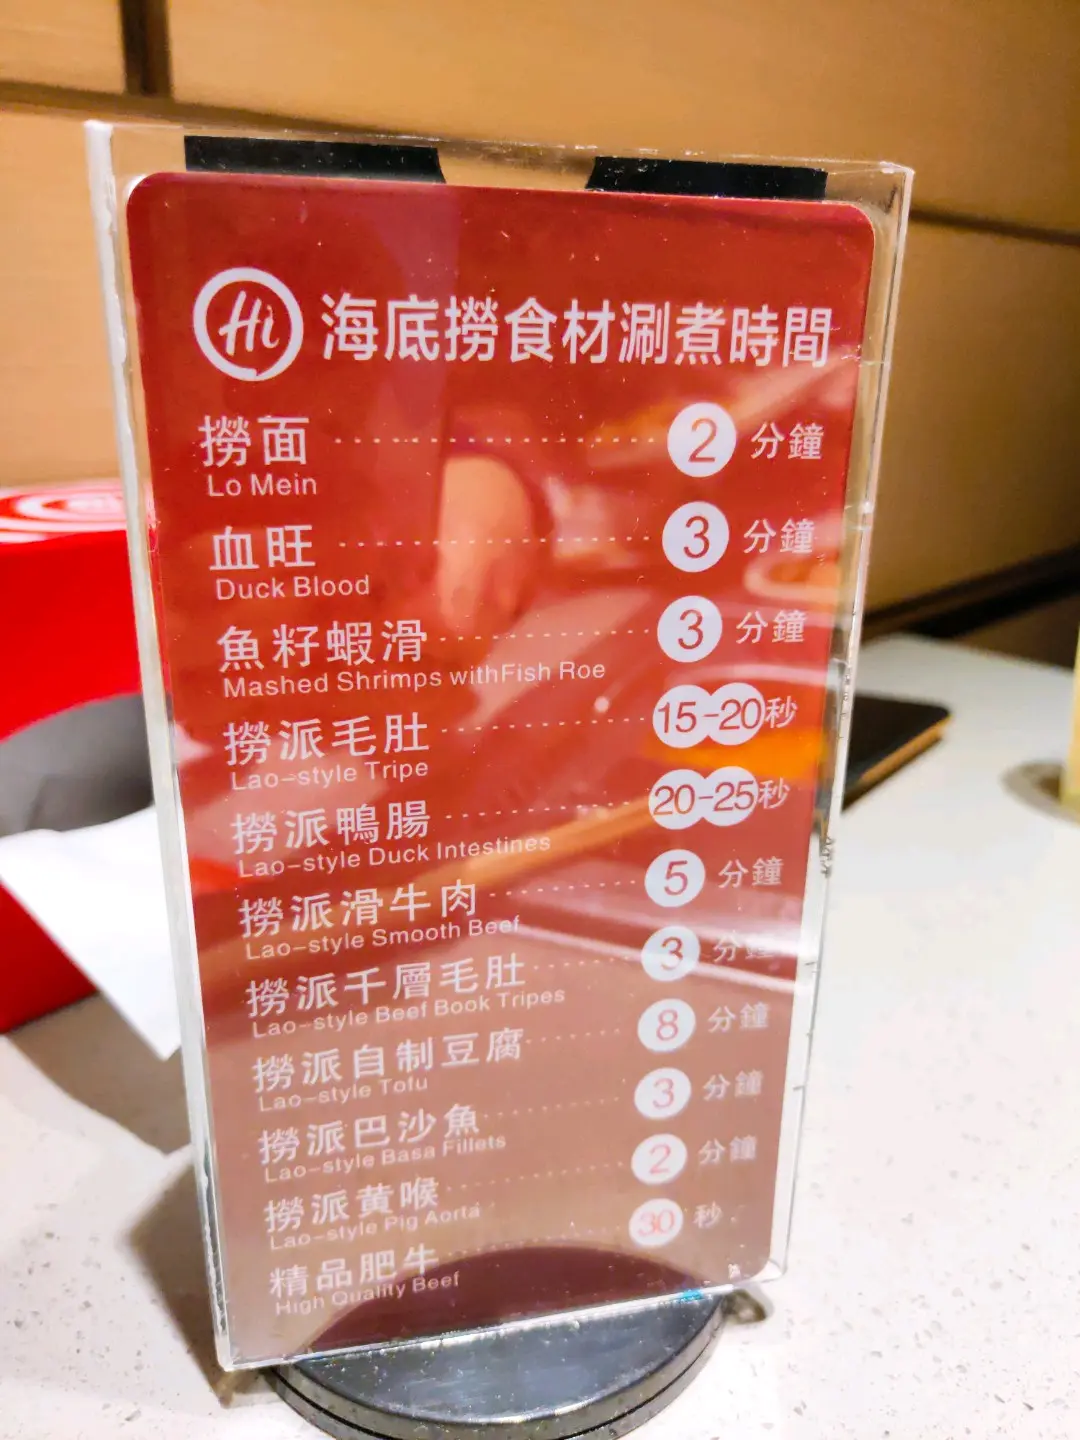 Hi 海底撈食材涮煮時間
撈面 2 分鐘
Lo Mein
血旺 3 分鐘
Duck Blood
魚籽蝦滑 3 分鐘
Mashed Shrimps withFish Roe
撈派毛肚 15-20秒
Lao-style Tripe
撈派鴨腸 20-25秒
Lao-style Duck Intestines
撈派滑牛肉 5 分鐘
Lao-style Smooth Beef
撈派千層毛肚 3 分鐘
Lao-style Beef Book Tripes
撈派自制豆腐 8 分鐘
Lao-style Tofu
撈派巴沙魚 3 分鐘
Lao-style Basa Fillets
撈派黄喉 2 分鐘
Lao-style Pig Aorta
精品肥牛 30 秒
High Quality Beef